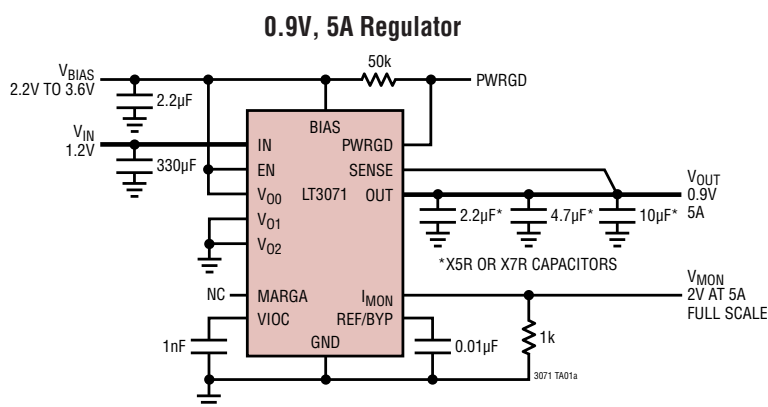 0.9V, 5A Regulator
VBIAS
2.2V TO 3.6V
50k
PWRGD
2.2µF
VIN
1.2V
330µF
BIAS
IN
PWRGD
EN
SENSE
VO0
LT3071
OUT
VO1
VO2
VOUT
0.9V
5A
2.2µF*
4.7µF*
10µF*
*X5R OR X7R CAPACITORS
NC
MARGA
IMON
VMON
2V AT 5A
FULL SCALE
VIOC
REF/BYP
1nF
GND
0.01µF
1k
3071 TA01a